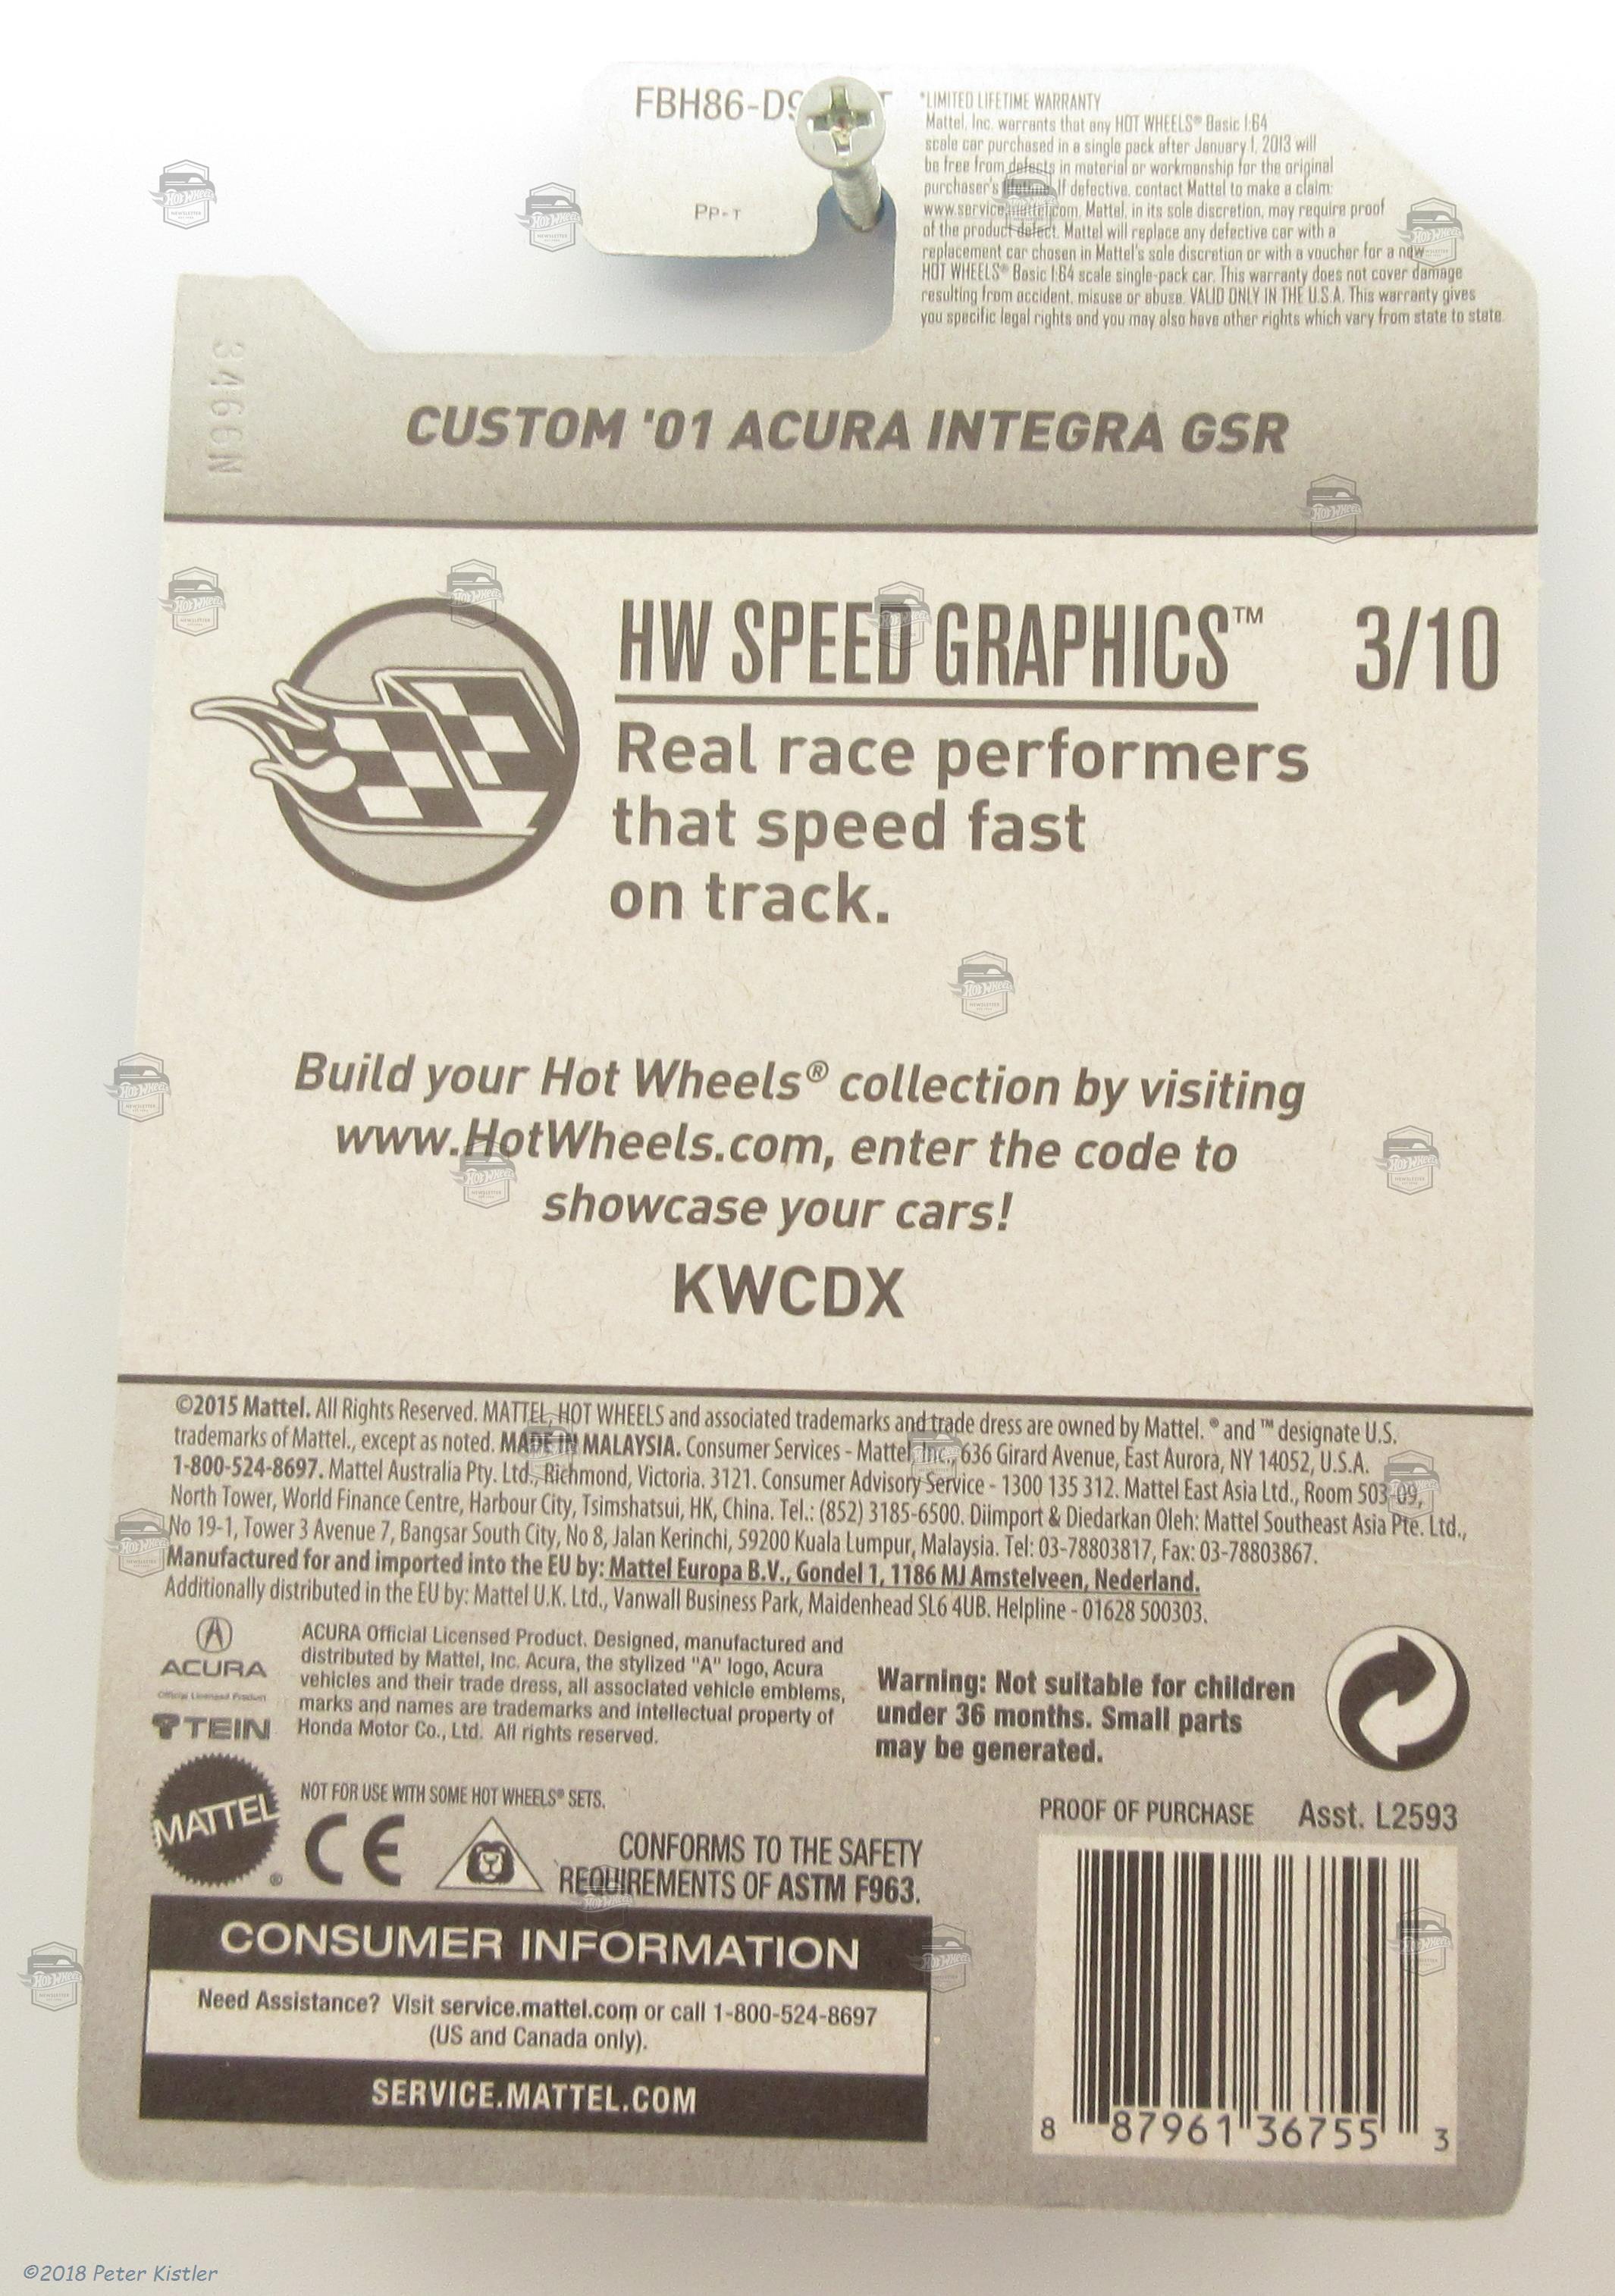 FBH86-D9
PP-T
*LIMITED LIFETIME WARRANTY
Mattel, Inc. warrants that any HOT WHEELS® Basic 1:64
scale car purchased in a single pack after January 1, 2013 will
be free from defects in material or workmanship for the original
purchaser's lifetime. If defective, contact Mattel to make a claim:
www.service.mattel.com. Mattel, in its sole discretion, may require proof
of the product defect. Mattel will replace any defective car with a
replacement car chosen in Mattel's sole discretion or with a voucher for a new
HOT WHEELS® Basic 1:64 scale single-pack car. This warranty does not cover damage
resulting from accident, misuse or abuse. VALID ONLY IN THE U.S.A. This warranty gives
you specific legal rights and you may also have other rights which vary from state to state.
3466N
CUSTOM '01 ACURA INTEGRA GSR
HW SPEED GRAPHICS™ 3/10
Real race performers
that speed fast
on track.
Build your Hot Wheels® collection by visiting
www.HotWheels.com, enter the code to
showcase your cars!
KWCDX
©2015 Mattel. All Rights Reserved. MATTEL, HOT WHEELS and associated trademarks and trade dress are owned by Mattel. ® and ™ designate U.S.
trademarks of Mattel., except as noted. MADE IN MALAYSIA. Consumer Services - Mattel, Inc., 636 Girard Avenue, East Aurora, NY 14052, U.S.A.
1-800-524-8697. Mattel Australia Pty. Ltd., Richmond, Victoria. 3121. Consumer Advisory Service - 1300 135 312. Mattel East Asia Ltd., Room 503-09,
North Tower, World Finance Centre, Harbour City, Tsimshatsui, HK, China. Tel.: (852) 3185-6500. Diimport & Diedarkan Oleh: Mattel Southeast Asia Pte. Ltd.,
No 19-1, Tower 3 Avenue 7, Bangsar South City, No 8, Jalan Kerinchi, 59200 Kuala Lumpur, Malaysia. Tel: 03-78803817, Fax: 03-78803867.
Manufactured for and imported into the EU by: Mattel Europa B.V., Gondel 1, 1186 MJ Amstelveen, Nederland.
Additionally distributed in the EU by: Mattel U.K. Ltd., Vanwall Business Park, Maidenhead SL6 4UB. Helpline - 01628 500303.
ACURA
Official Licensed Product
TEIN
ACURA Official Licensed Product. Designed, manufactured and
distributed by Mattel, Inc. Acura, the stylized "A" logo, Acura
vehicles and their trade dress, all associated vehicle emblems,
marks and names are trademarks and intellectual property of
Honda Motor Co., Ltd. All rights reserved.
Warning: Not suitable for children
under 36 months. Small parts
may be generated.
MATTEL®
NOT FOR USE WITH SOME HOT WHEELS® SETS.
CE
CONFORMS TO THE SAFETY
REQUIREMENTS OF ASTM F963.
PROOF OF PURCHASE Asst. L2593
CONSUMER INFORMATION
Need Assistance? Visit service.mattel.com or call 1-800-524-8697
(US and Canada only).
SERVICE.MATTEL.COM
8 87961 36755 3
©2018 Peter Kistler